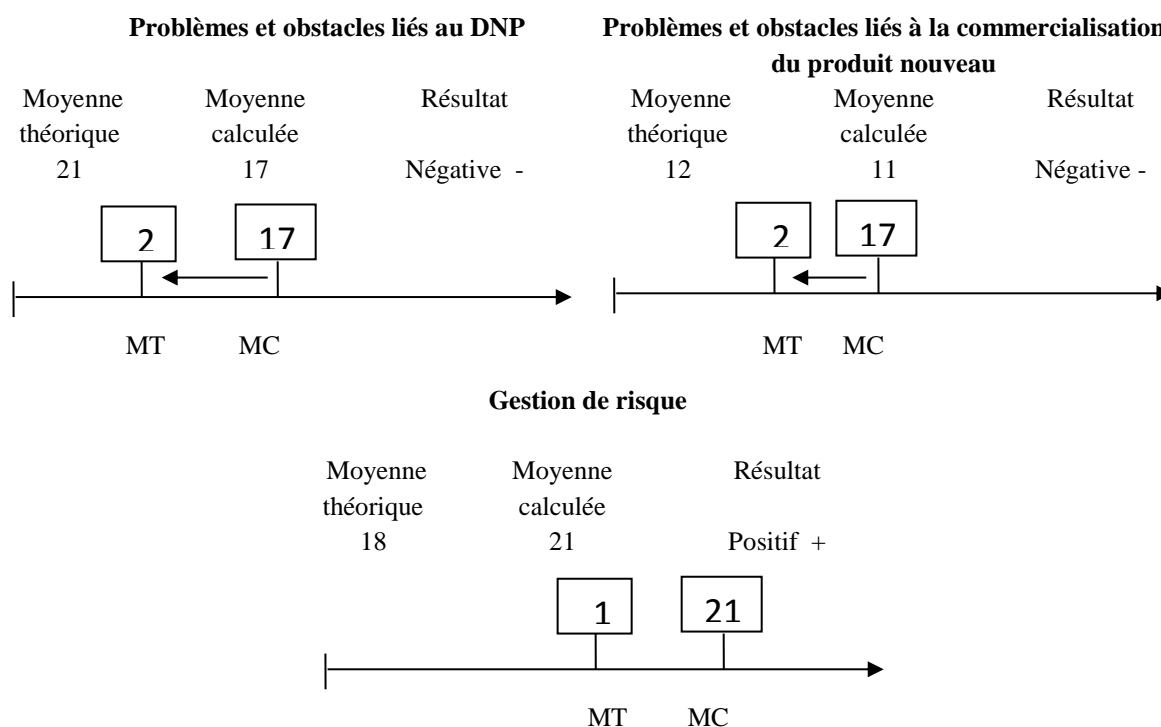 Problèmes et obstacles liés au DNP
Moyenne théorique Moyenne calculée Résultat
21 17 Négative -
2 17
MT MC
Problèmes et obstacles liés à la commercialisation
du produit nouveau
Moyenne théorique Moyenne calculée Résultat
12 11 Négative -
2 17
MT MC
Gestion de risque
Moyenne théorique Moyenne calculée Résultat
18 21 Positif +
1 21
MT MC